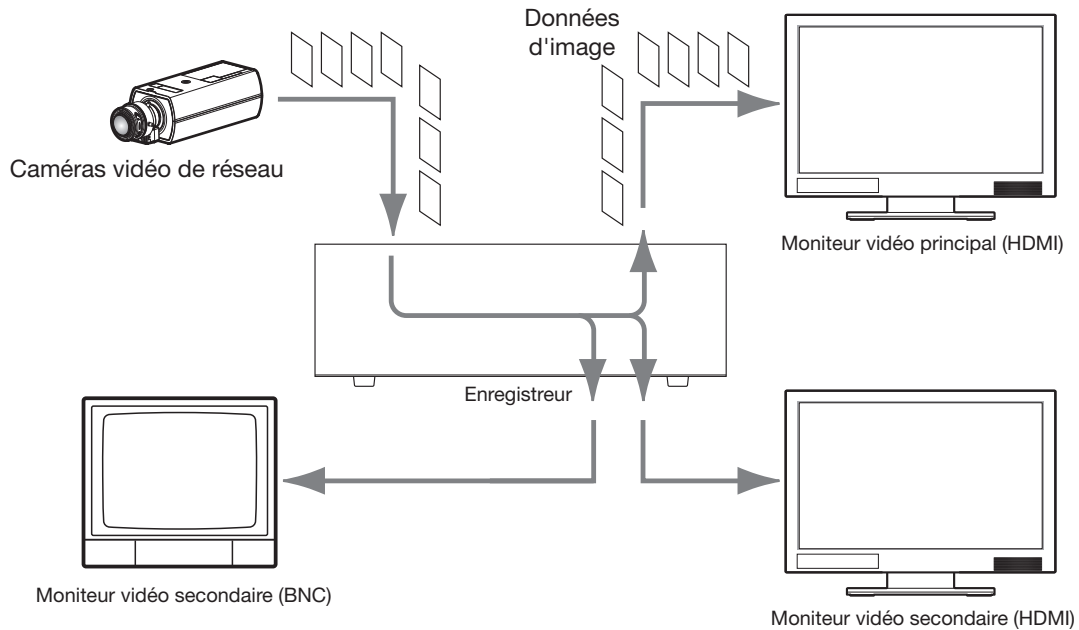 Données
d'image
Caméras vidéo de réseau
Moniteur vidéo principal (HDMI)
Enregistreur
Moniteur vidéo secondaire (BNC)
Moniteur vidéo secondaire (HDMI)